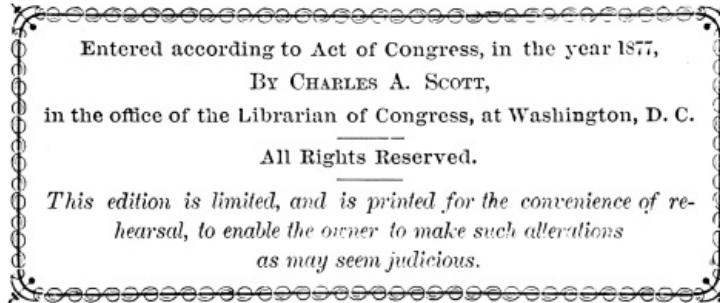 Entered according to Act of Congress, in the year 1877,
By Charles A. Scott,
in the office of the Librarian of Congress, at Washington, D. C.
All Rights Reserved.
This edition is limited, and is printed for the convenience of re-
hearsal, to enable the owner to make such alterations
as may seem judicious.